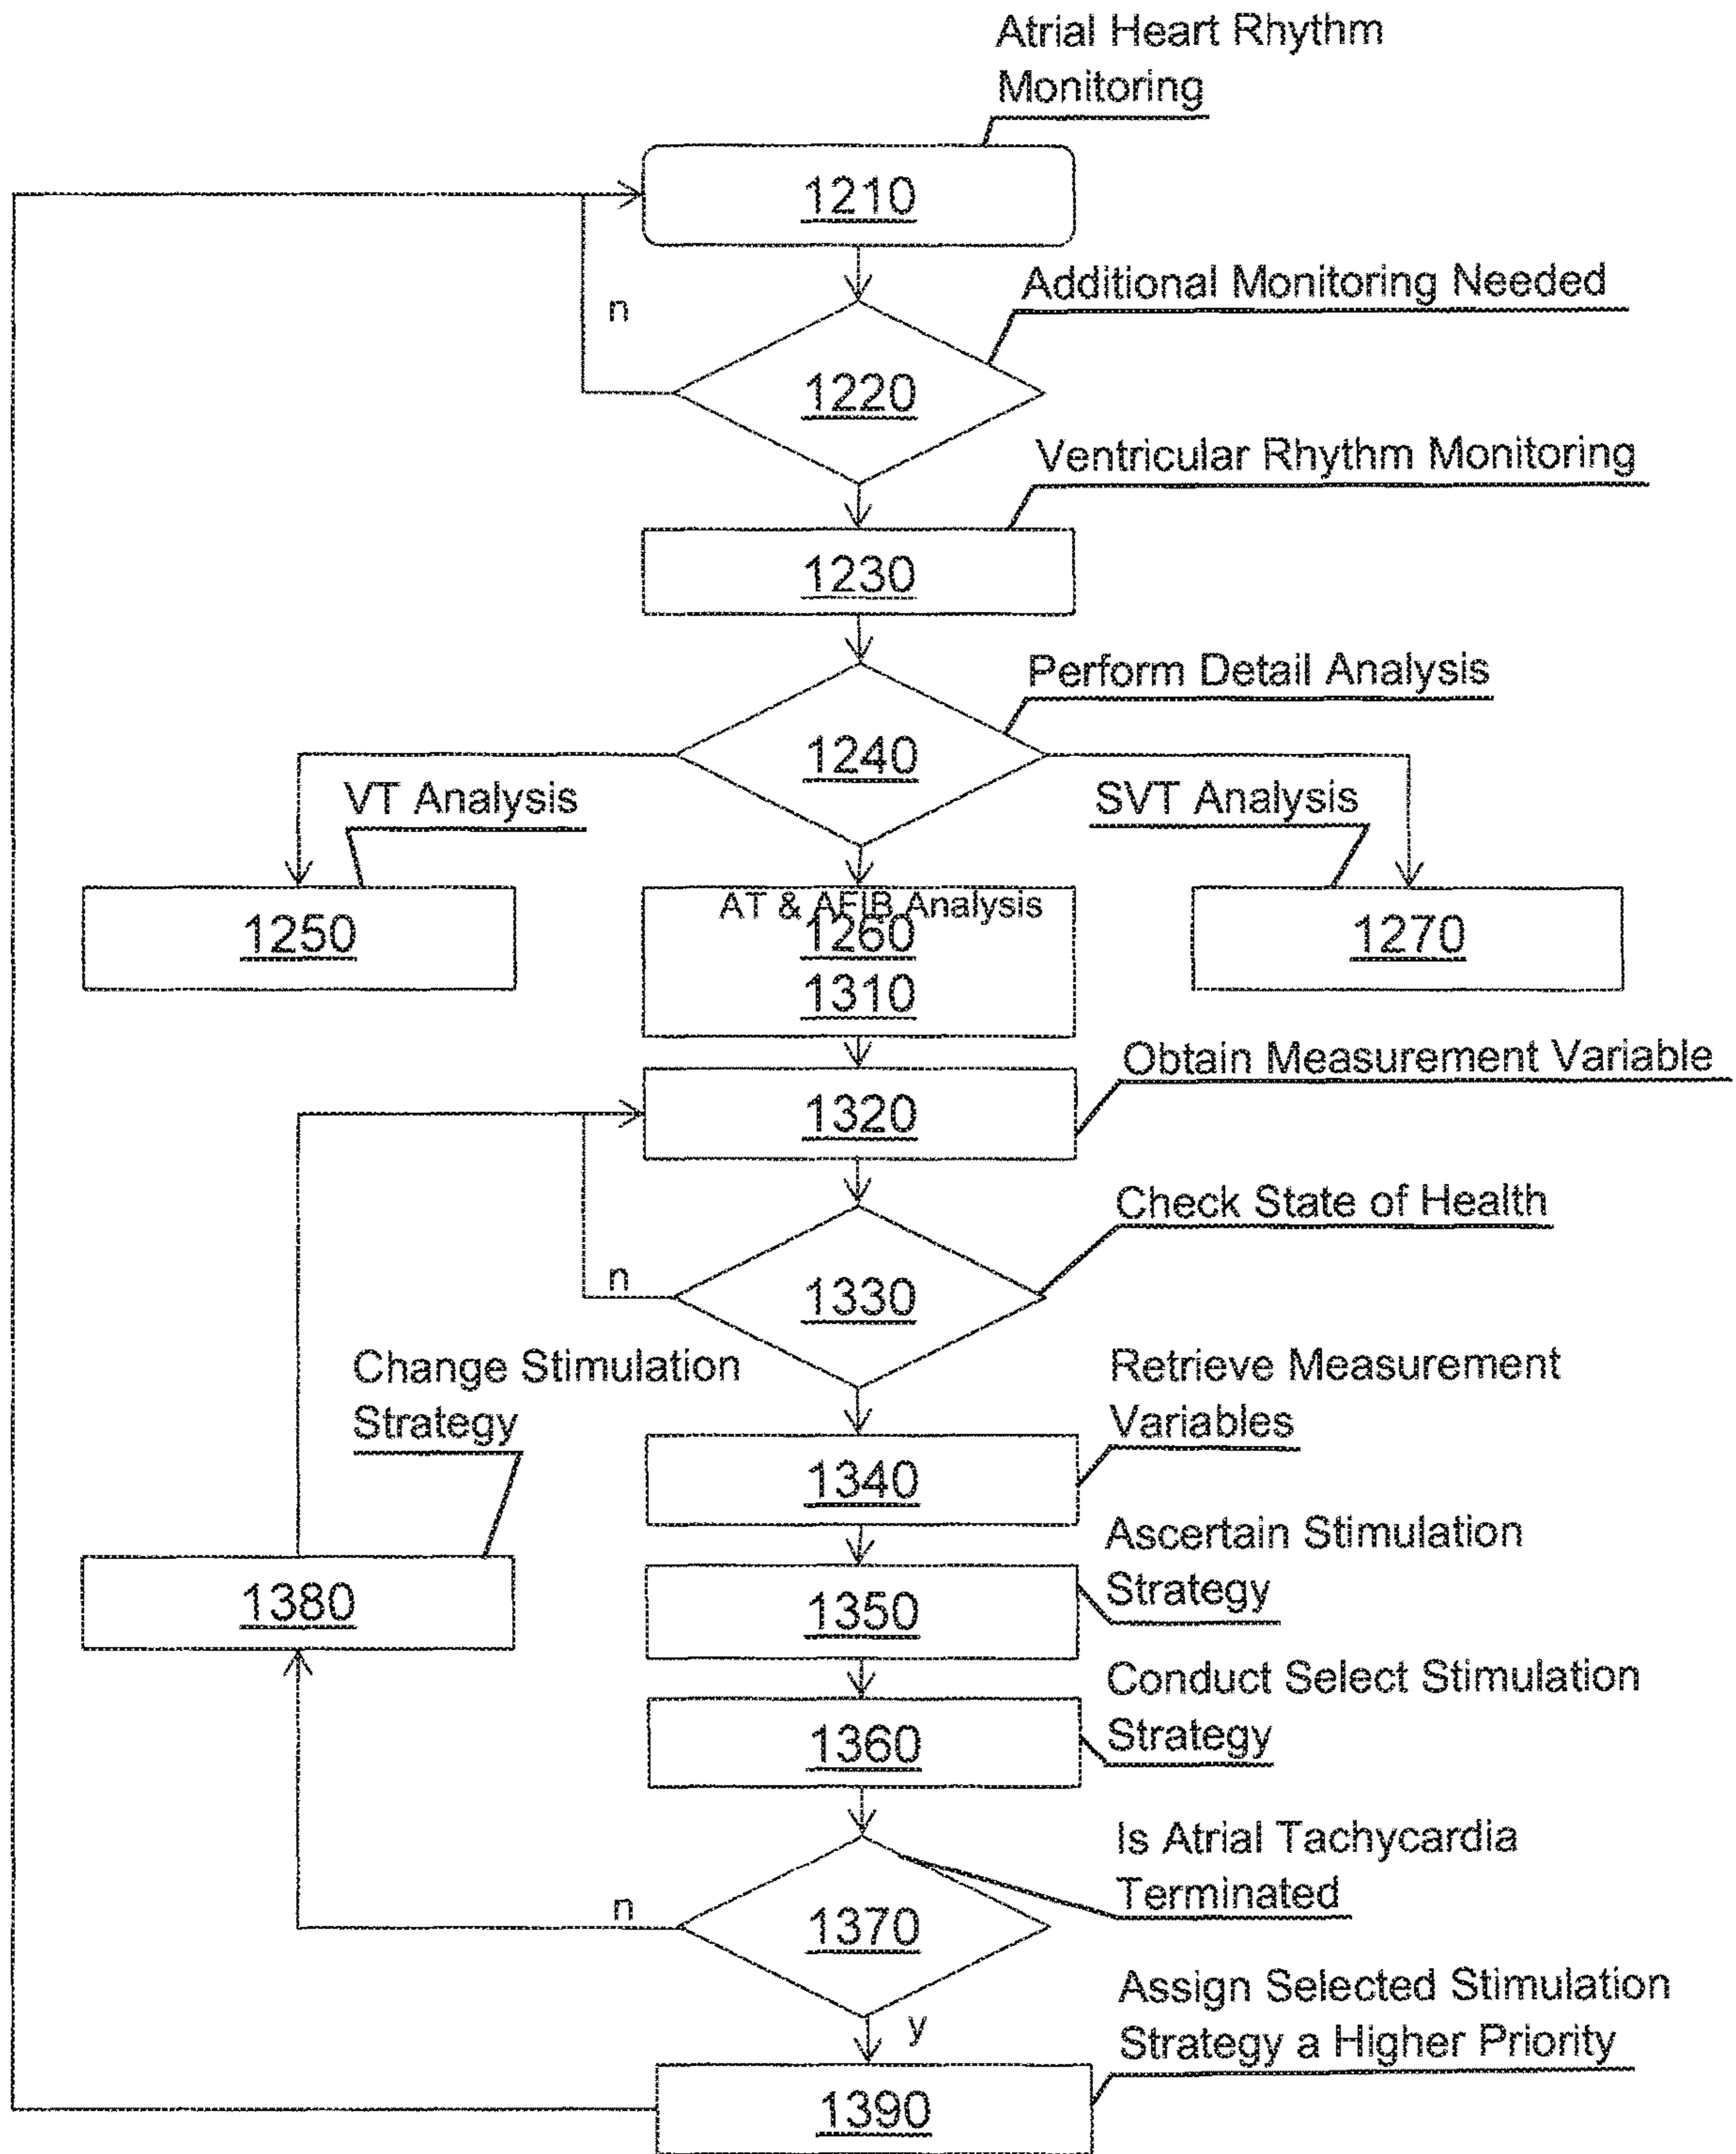 Atrial Heart Rhythm
Monitoring
1210
Additional Monitoring Needed
n
1220
Ventricular Rhythm Monitoring
1230
Perform Detail Analysis
1240
VT Analysis
SVT Analysis
1250
AT & AFIB Analysis
1260
1310
1270
Obtain Measurement Variable
1320
Check State of Health
n
1330
Change Stimulation
Strategy
Retrieve Measurement
Variables
1340
Ascertain Stimulation
Strategy
1380
1350
Conduct Select Stimulation
Strategy
1360
Is Atrial Tachycardia
Terminated
n
1370
y
Assign Selected Stimulation
Strategy a Higher Priority
1390